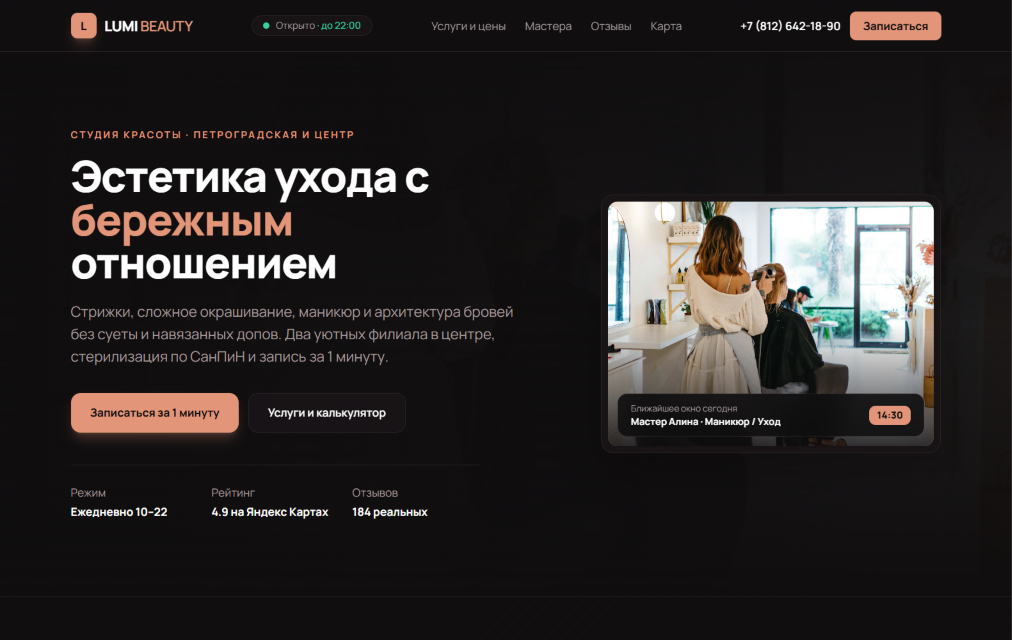 L LUMI BEAUTY
Открыто · до 22:00
Услуги и цены Мастера Отзывы Карта
+7 (812) 642-18-90
Записаться
СТУДИЯ КРАСОТЫ · ПЕТРОГРАДСКАЯ И ЦЕНТР
Эстетика ухода с
бережным
отношением
Стрижки, сложное окрашивание, маникюр и архитектура бровей
без суеты и навязанных допов. Два уютных филиала в центре,
стерилизация по СанПиН и запись за 1 минуту.
Записаться за 1 минуту
Услуги и калькулятор
Ближайшее окно сегодня
Мастер Алина · Маникюр / Уход
14:30
Режим
Ежедневно 10–22
Рейтинг
4.9 на Яндекс Картах
Отзывов
184 реальных